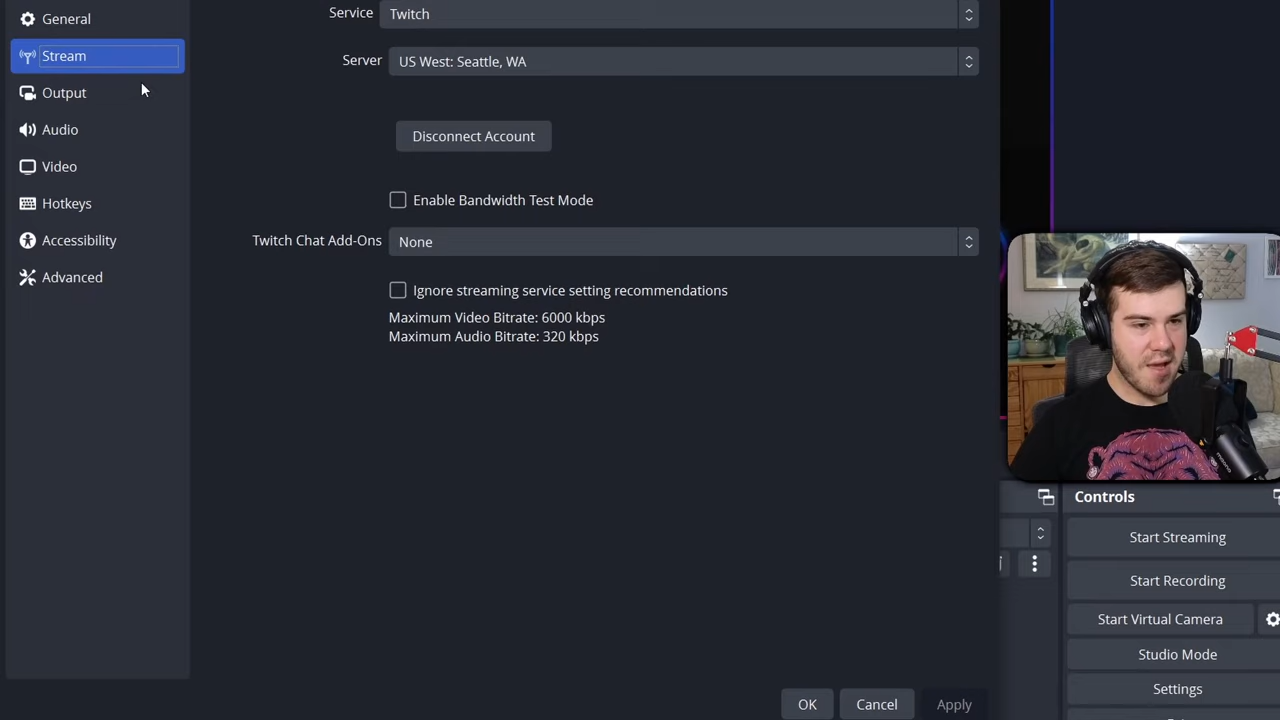 General
Stream
Output
Audio
Video
Hotkeys
Accessibility
Advanced
Service
Twitch
Server
US West: Seattle, WA
Disconnect Account
Enable Bandwidth Test Mode
Twitch Chat Add-Ons
None
Ignore streaming service setting recommendations
Maximum Video Bitrate: 6000 kbps
Maximum Audio Bitrate: 320 kbps
OK
Cancel
Apply
Controls
Start Streaming
Start Recording
Start Virtual Camera
Studio Mode
Settings